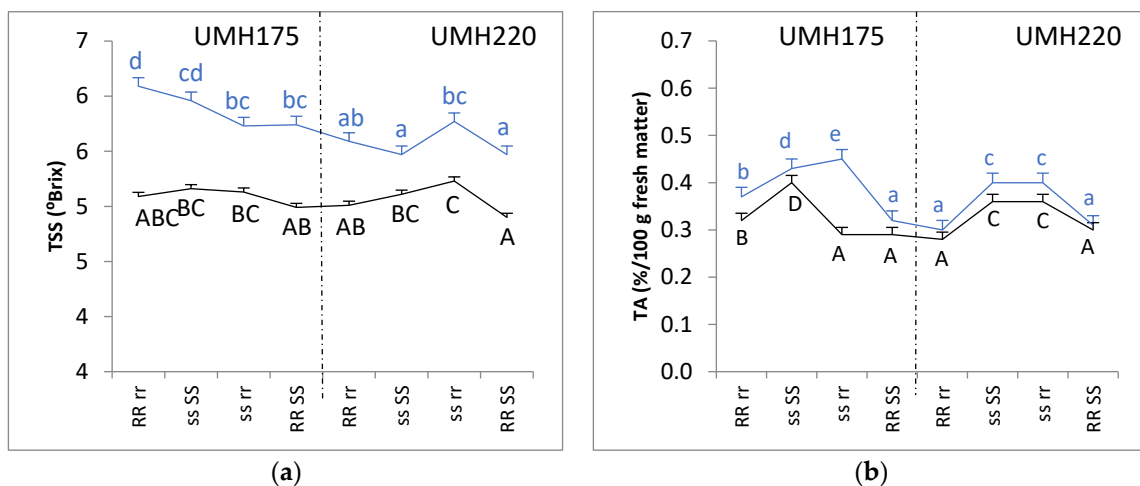 UMH175 UMH220
TSS (ºBrix)
7
6
6
5
5
4
4
d cd bc bc ab a bc a
ABC BC BC AB AB BC C A
RR rr ss SS ss rr RR SS RR rr ss SS ss rr RR SS
(a)
UMH175 UMH220
TA (%/100 g fresh matter)
0.7
0.6
0.5
0.4
0.3
0.2
0.1
0.0
b d e a a c c a
B D A A A C C A
RR rr ss SS ss rr RR SS RR rr ss SS ss rr RR SS
(b)